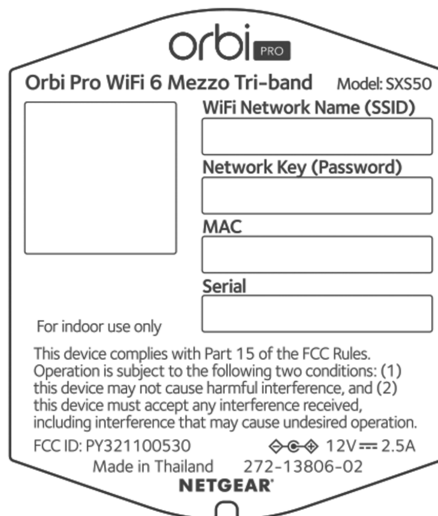 orbi PRO
Orbi Pro WiFi 6 Mezzo Tri-band Model: SXS50
WiFi Network Name (SSID)
Network Key (Password)
MAC
Serial
For indoor use only
This device complies with Part 15 of the FCC Rules.
Operation is subject to the following two conditions: (1)
this device may not cause harmful interference, and (2)
this device must accept any interference received,
including interference that may cause undesired operation.
FCC ID: PY321100530 12V⎓2.5A
Made in Thailand 272-13806-02
NETGEAR®